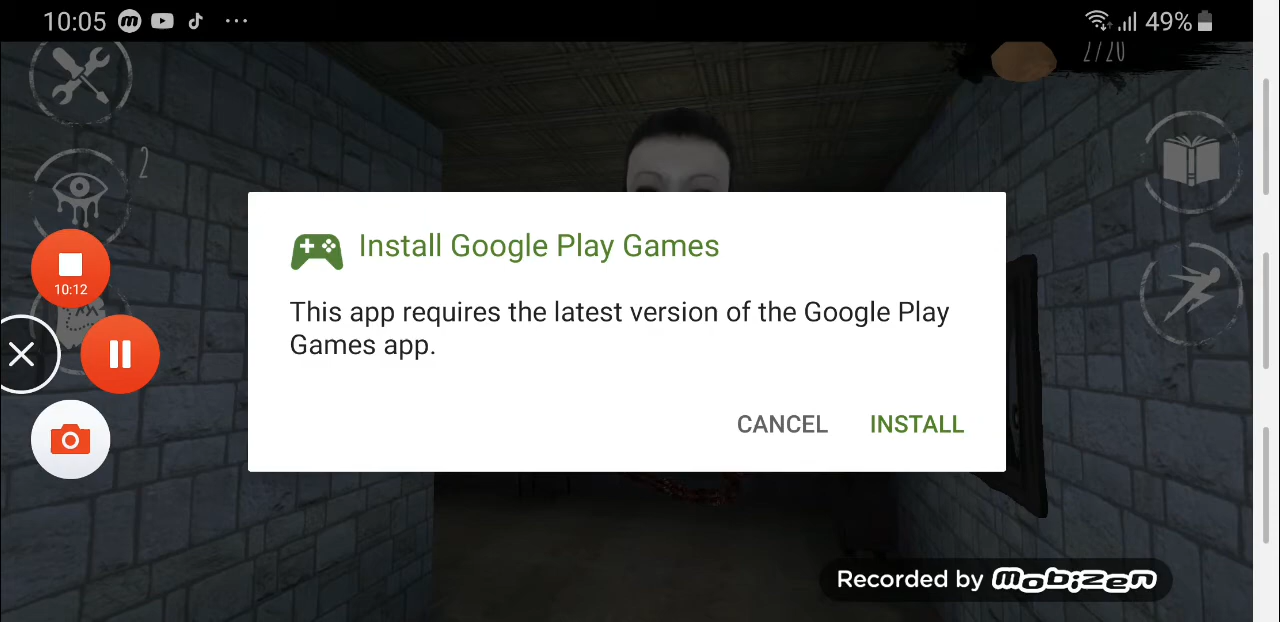 10:05 ... 49%
2/20
2
Install Google Play Games
10:12
This app requires the latest version of the Google Play
Games app.
CANCEL INSTALL
Recorded by mobizen